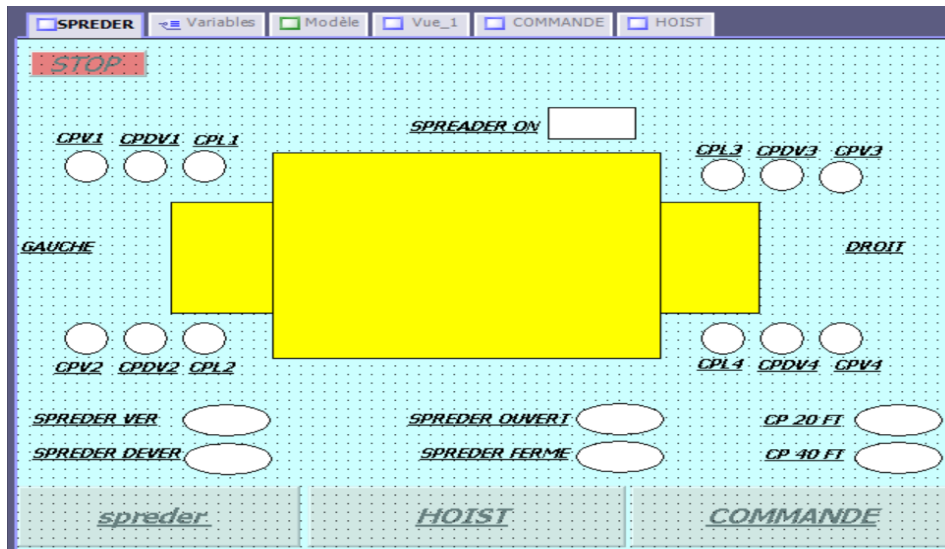 SPREDER Variables Modèle Vue_1 COMMANDE HOIST
STOP
SPREADER ON
CPV1 CPDV1 CPL1
CPL3 CPDV3 CPV3
GAUCHE
DROIT
CPV2 CPDV2 CPL2
CPL4 CPDV4 CPV4
SPREDER VER
SPREDER OUVERT
CP 20 FT
SPREDER DEVER
SPREDER FERME
CP 40 FT
spreder
HOIST
COMMANDE